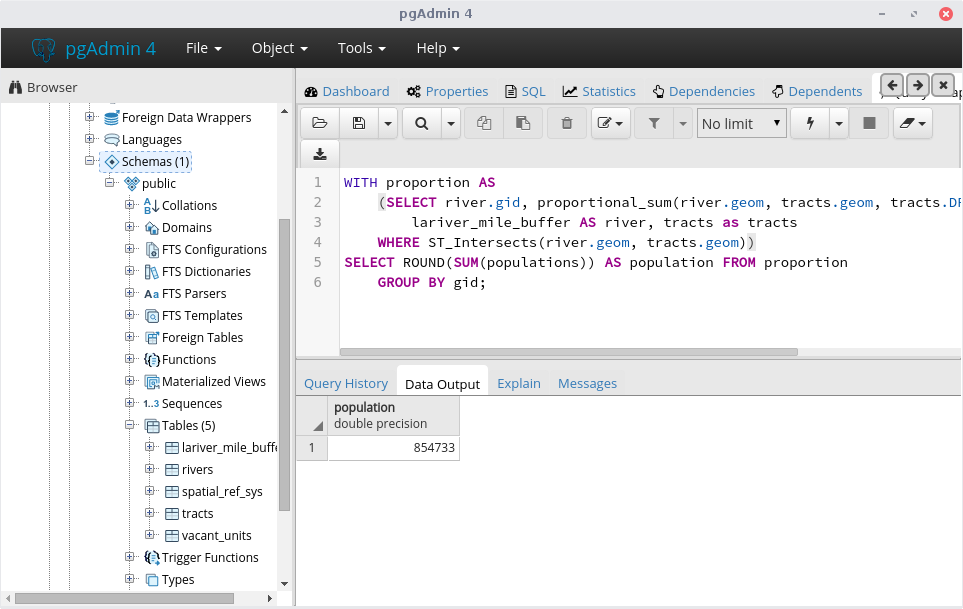 pgAdmin 4
pgAdmin 4 File Object Tools Help
Browser
Foreign Data Wrappers
Languages
Schemas (1)
public
Collations
Domains
FTS Configurations
FTS Dictionaries
Aa FTS Parsers
FTS Templates
Foreign Tables
Functions
Materialized Views
1..3 Sequences
Tables (5)
lariver_mile_buffe
rivers
spatial_ref_sys
tracts
vacant_units
Trigger Functions
Types
Dashboard Properties SQL Statistics Dependencies Dependents
No limit
1 WITH proportion AS
2 (SELECT river.gid, proportional_sum(river.geom, tracts.geom, tracts.DP
3 lariver_mile_buffer AS river, tracts as tracts
4 WHERE ST_Intersects(river.geom, tracts.geom))
5 SELECT ROUND(SUM(populations)) AS population FROM proportion
6 GROUP BY gid;
Query History Data Output Explain Messages
population
double precision
1 854733